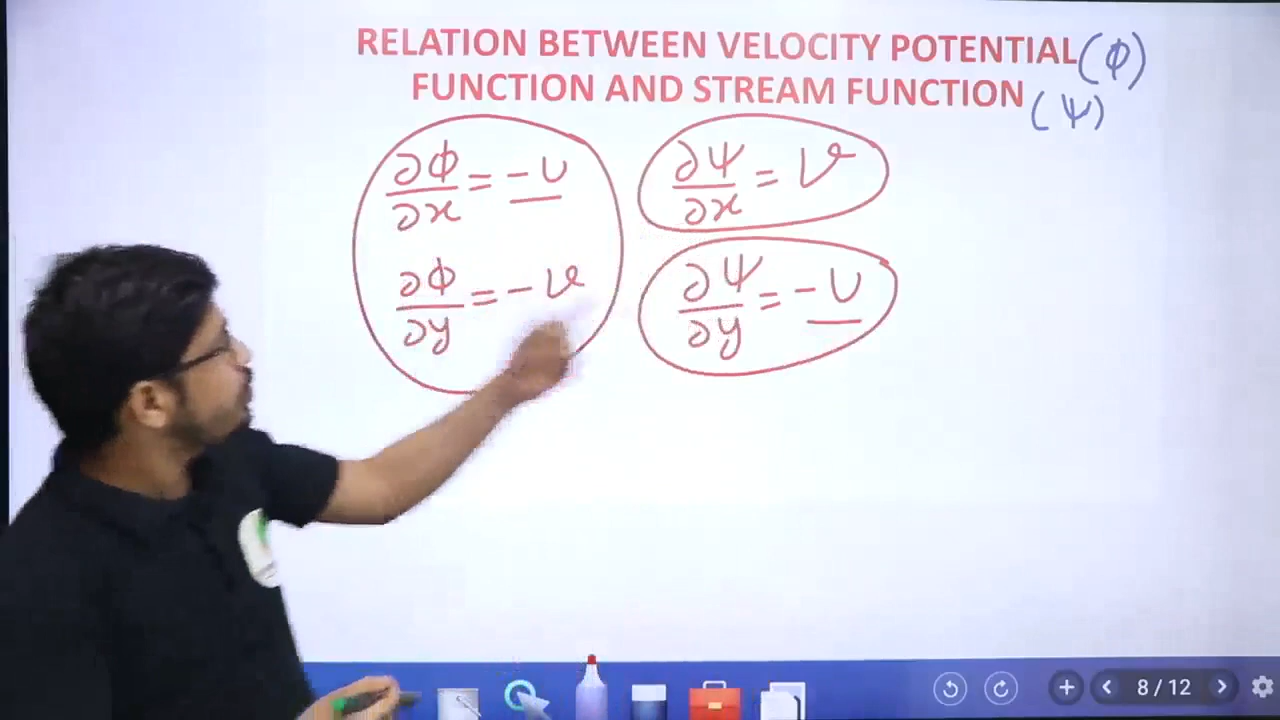 RELATION BETWEEN VELOCITY POTENTIAL (ϕ)
FUNCTION AND STREAM FUNCTION (ψ)
∂ϕ/∂x = -u
∂ψ/∂x = v
∂ϕ/∂y = -v
∂ψ/∂y = -u
8 / 12